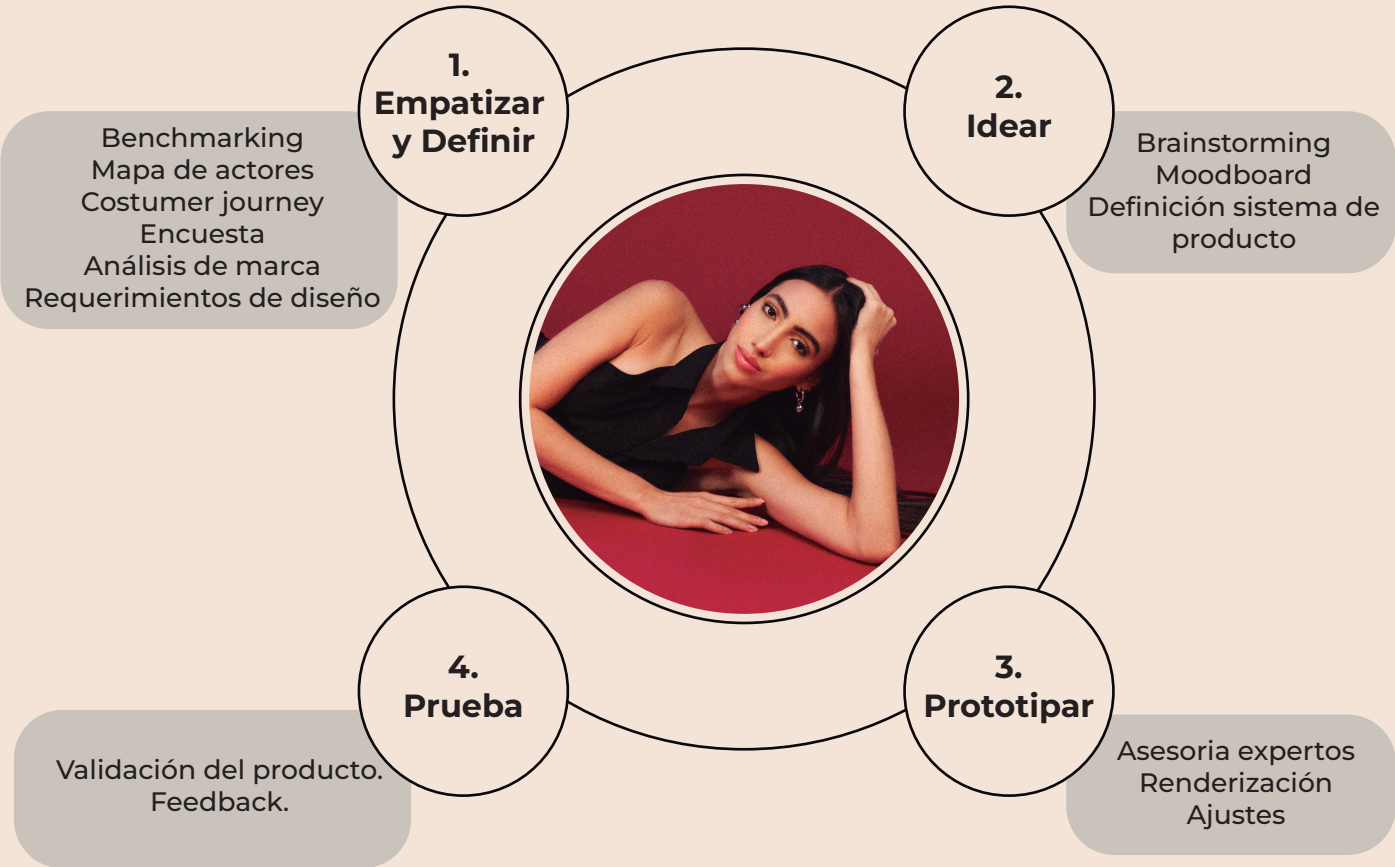 1.
Empatizar
y Definir
Benchmarking
Mapa de actores
Costumer journey
Encuesta
Análisis de marca
Requerimientos de diseño
2.
Idear
Brainstorming
Moodboard
Definición sistema de
producto
3.
Prototipar
Asesoria expertos
Renderización
Ajustes
4.
Prueba
Validación del producto.
Feedback.